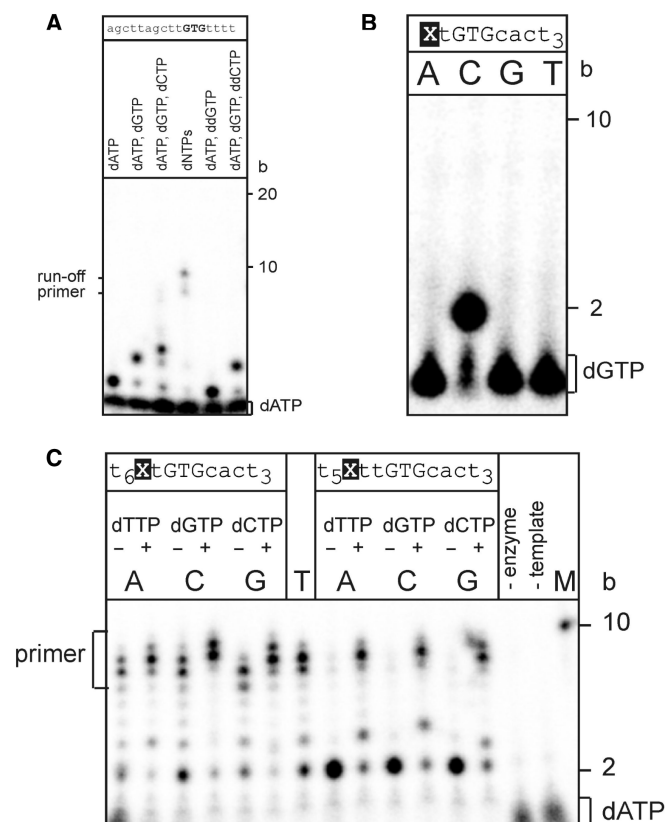 A
agcttagcttGTGtttt
dATP
dATP, dGTP
dATP, dGTP, dCTP
dNTPs
dATP, ddGTP
dATP, dGTP, ddCTP
b
20
10
run-off
primer
dATP
B
XtGTGcact3
A C G T
b
10
2
dGTP
C
t6XtGTGcact3
t5XttGTGcact3
dTTP dGTP dCTP
dTTP dGTP dCTP
- enzyme
- template
- + - + - +
- + - + - +
A C G T A C G M
b
primer
10
2
dATP